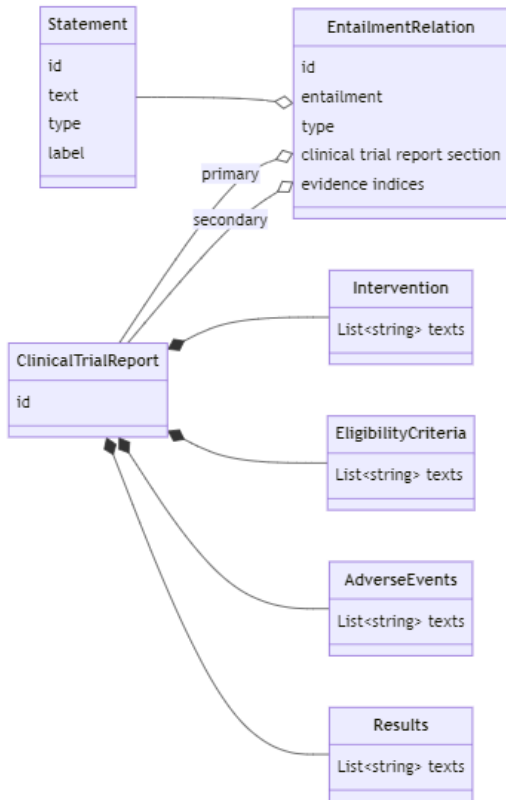 Statement
id
text
type
label
EntailmentRelation
id
entailment
type
clinical trial report section
evidence indices
primary
secondary
Intervention
List<string> texts
ClinicalTrialReport
id
EligibilityCriteria
List<string> texts
AdverseEvents
List<string> texts
Results
List<string> texts